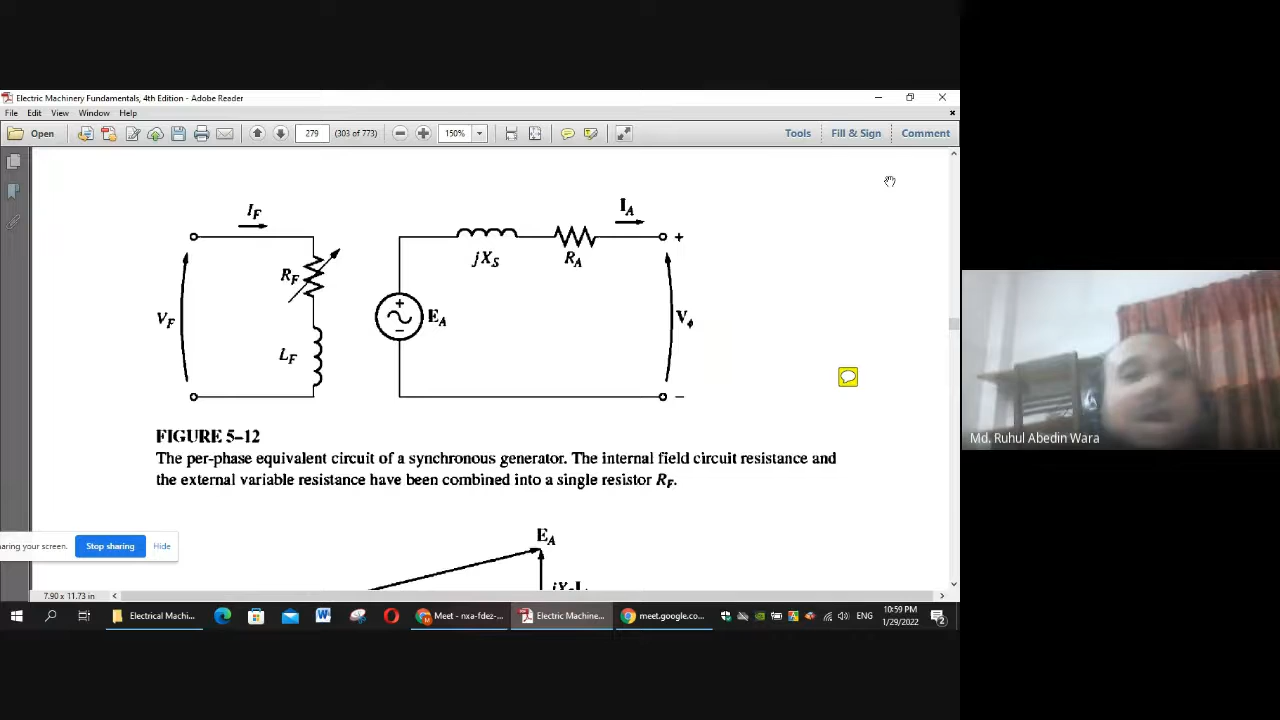 Electric Machinery Fundamentals, 4th Edition - Adobe Reader
File Edit View Window Help
Open 279 (303 of 773) 150% Tools Fill & Sign Comment
I_F
I_A
+
R_F
jX_S
R_A
V_F
+
−
E_A
V_ϕ
L_F
−
FIGURE 5–12
The per-phase equivalent circuit of a synchronous generator. The internal field circuit resistance and
the external variable resistance have been combined into a single resistor R_F.
E_A
aring your screen. Stop sharing Hide
7.90 x 11.73 in
Electrical Machi... Meet - nxa-fdez-... Electric Machine... meet.google.co... ENG 10:59 PM
1/29/2022
2
Md. Ruhul Abedin Wara